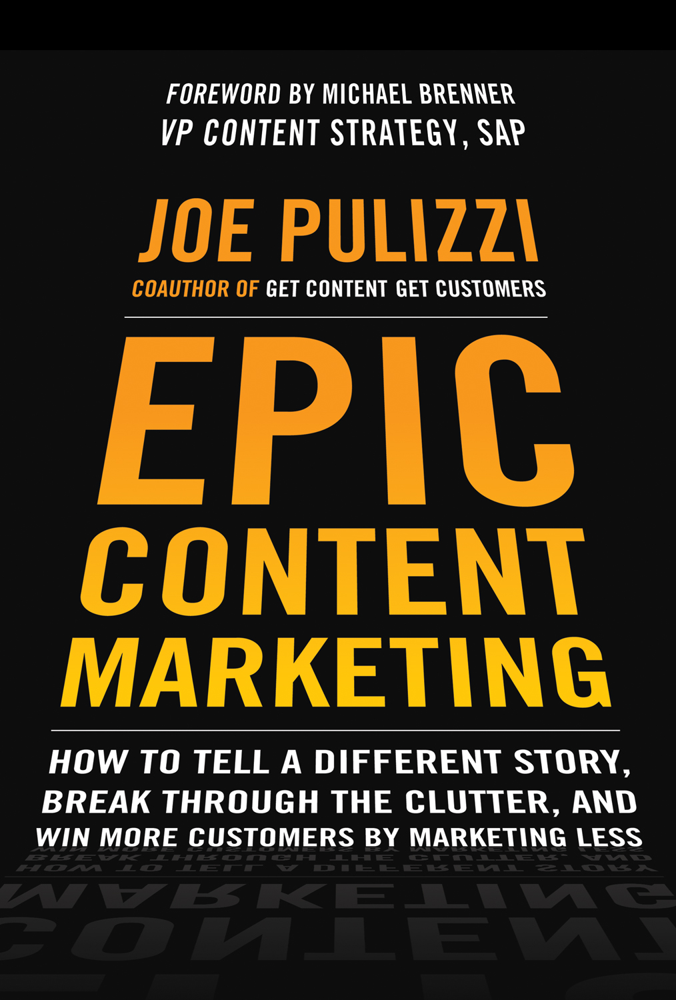 FOREWORD BY MICHAEL BRENNER
VP CONTENT STRATEGY, SAP
JOE PULIZZI
COAUTHOR OF GET CONTENT GET CUSTOMERS
EPIC
CONTENT
MARKETING
HOW TO TELL A DIFFERENT STORY,
BREAK THROUGH THE CLUTTER, AND
WIN MORE CUSTOMERS BY MARKETING LESS